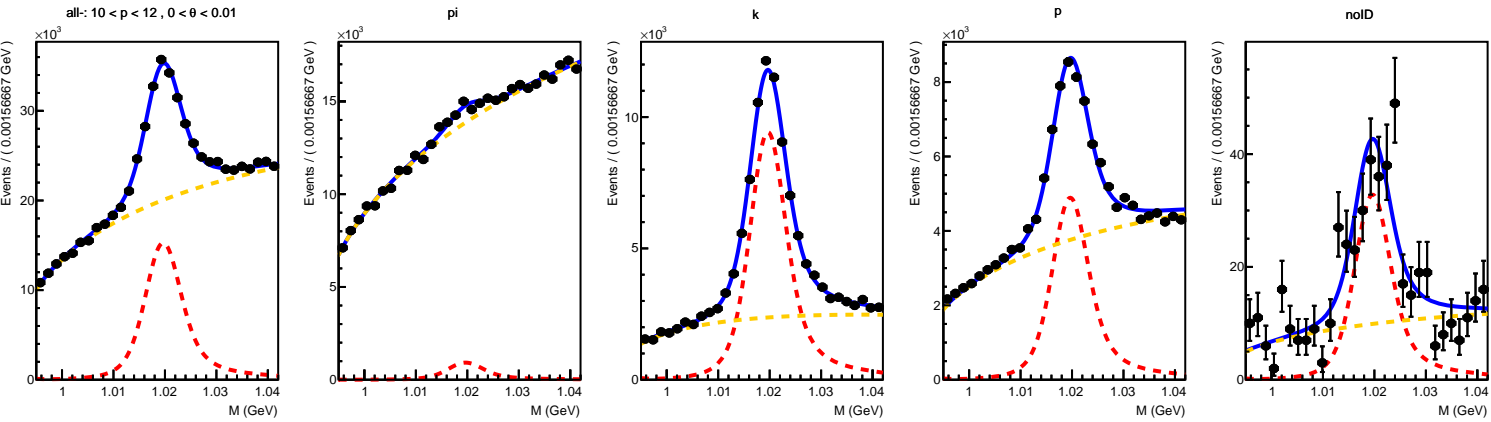 all-: 10 < p < 12 , 0 < θ < 0.01
×10³
Events / ( 0.00156667 GeV )
30
20
10
0
1 1.01 1.02 1.03 1.04
M (GeV)
pi
×10³
Events / ( 0.00156667 GeV )
15
10
5
0
1 1.01 1.02 1.03 1.04
M (GeV)
k
×10³
Events / ( 0.00156667 GeV )
10
5
0
1 1.01 1.02 1.03 1.04
M (GeV)
p
×10³
Events / ( 0.00156667 GeV )
8
6
4
2
0
1 1.01 1.02 1.03 1.04
M (GeV)
noID
Events / ( 0.00156667 GeV )
40
20
0
1 1.01 1.02 1.03 1.04
M (GeV)